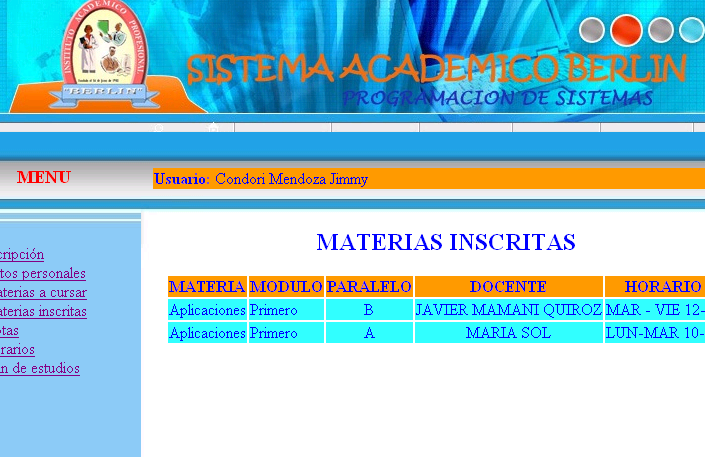 INSTITUTO ACADEMICO PROFESIONAL
"BERLIN"
SISTEMA ACADEMICO BERLIN
PROGRAMACION DE SISTEMAS
MENU
Usuario: Condori Mendoza Jimmy
cripción
tos personales
aterias a cursar
aterias inscritas
otas
rarios
n de estudios
MATERIAS INSCRITAS
MATERIA MODULO PARALELO DOCENTE HORARIO
Aplicaciones Primero B JAVIER MAMANI QUIROZ MAR - VIE 12-
Aplicaciones Primero A MARIA SOL LUN-MAR 10-